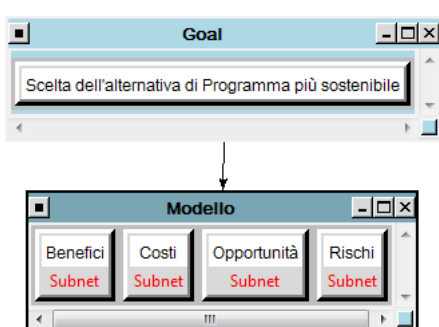 Goal
Scelta dell'alternativa di Programma più sostenibile
Modello
Benefici Costi Opportunità Rischi
Subnet Subnet Subnet Subnet